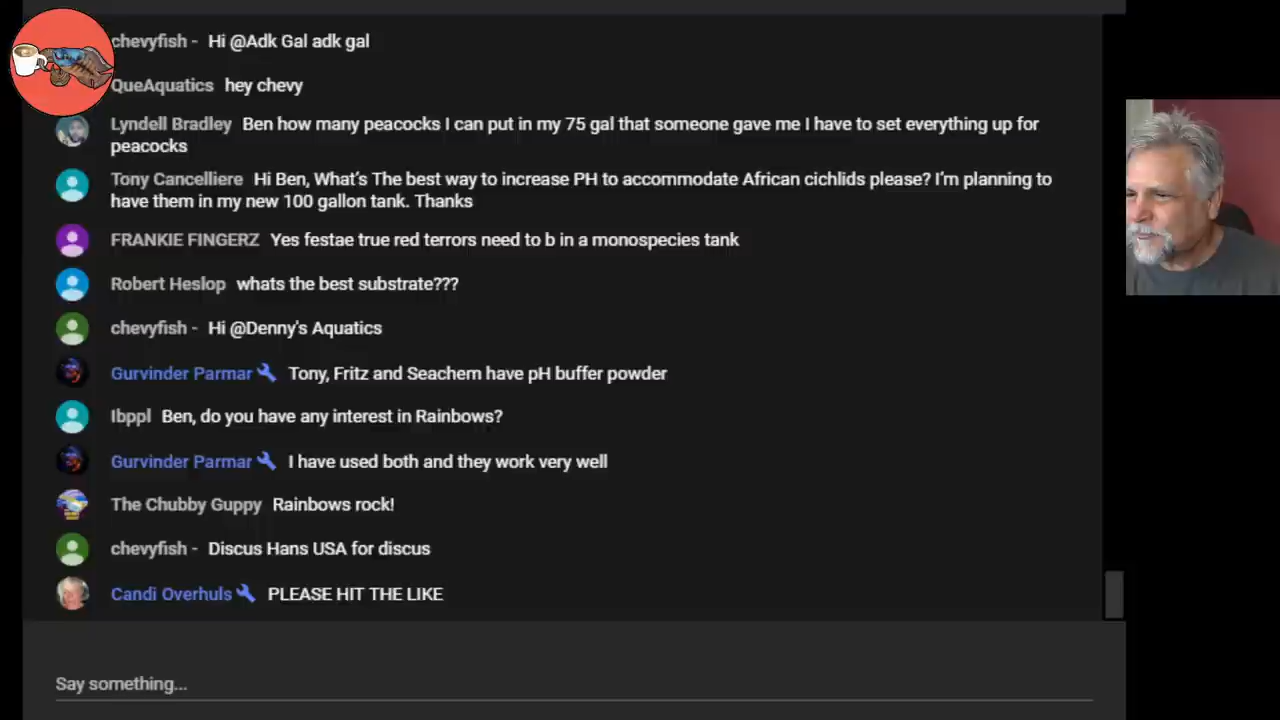 chevyfish - Hi @Adk Gal adk gal
QueAquatics hey chevy
Lyndell Bradley Ben how many peacocks I can put in my 75 gal that someone gave me I have to set everything up for
peacocks
Tony Cancelliere Hi Ben, What's The best way to increase PH to accommodate African cichlids please? I'm planning to
have them in my new 100 gallon tank. Thanks
FRANKIE FINGERZ Yes festae true red terrors need to b in a monospecies tank
Robert Heslop whats the best substrate???
chevyfish - Hi @Denny's Aquatics
Gurvinder Parmar Tony, Fritz and Seachem have pH buffer powder
Ibppl Ben, do you have any interest in Rainbows?
Gurvinder Parmar I have used both and they work very well
The Chubby Guppy Rainbows rock!
chevyfish - Discus Hans USA for discus
Candi Overhuls PLEASE HIT THE LIKE
Say something...